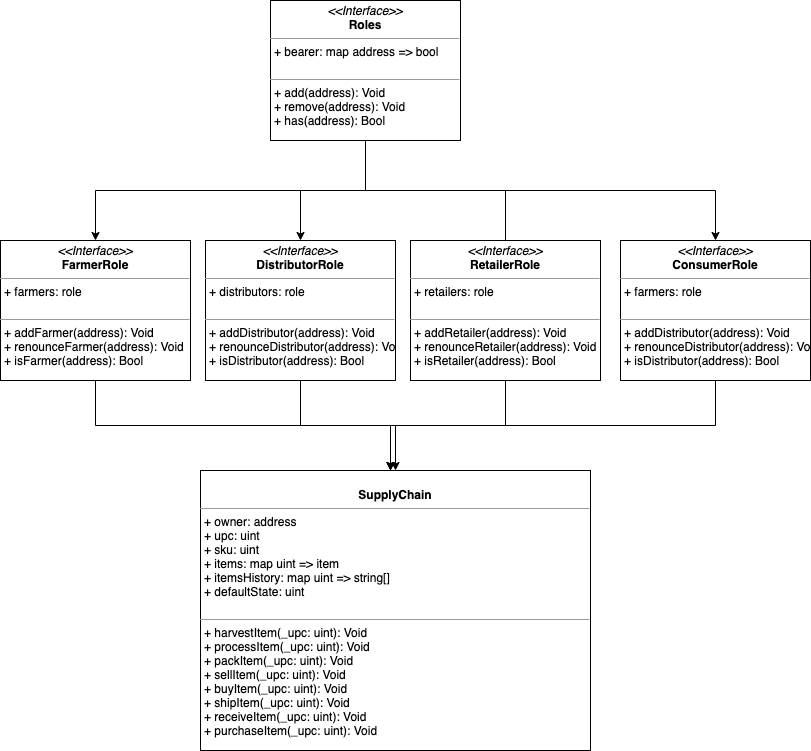 <<Interface>>
Roles
+ bearer: map address => bool
+ add(address): Void
+ remove(address): Void
+ has(address): Bool
<<Interface>>
FarmerRole
+ farmers: role
+ addFarmer(address): Void
+ renounceFarmer(address): Void
+ isFarmer(address): Bool
<<Interface>>
DistributorRole
+ distributors: role
+ addDistributor(address): Void
+ renounceDistributor(address): Vo
+ isDistributor(address): Bool
<<Interface>>
RetailerRole
+ retailers: role
+ addRetailer(address): Void
+ renounceRetailer(address): Void
+ isRetailer(address): Bool
<<Interface>>
ConsumerRole
+ farmers: role
+ addDistributor(address): Void
+ renounceDistributor(address): Vo
+ isDistributor(address): Bool
SupplyChain
+ owner: address
+ upc: uint
+ sku: uint
+ items: map uint => item
+ itemsHistory: map uint => string[]
+ defaultState: uint
+ harvestItem(_upc: uint): Void
+ processItem(_upc: uint): Void
+ packItem(_upc: uint): Void
+ sellItem(_upc: uint): Void
+ buyItem(_upc: uint): Void
+ shipItem(_upc: uint): Void
+ receiveItem(_upc: uint): Void
+ purchaseItem(_upc: uint): Void